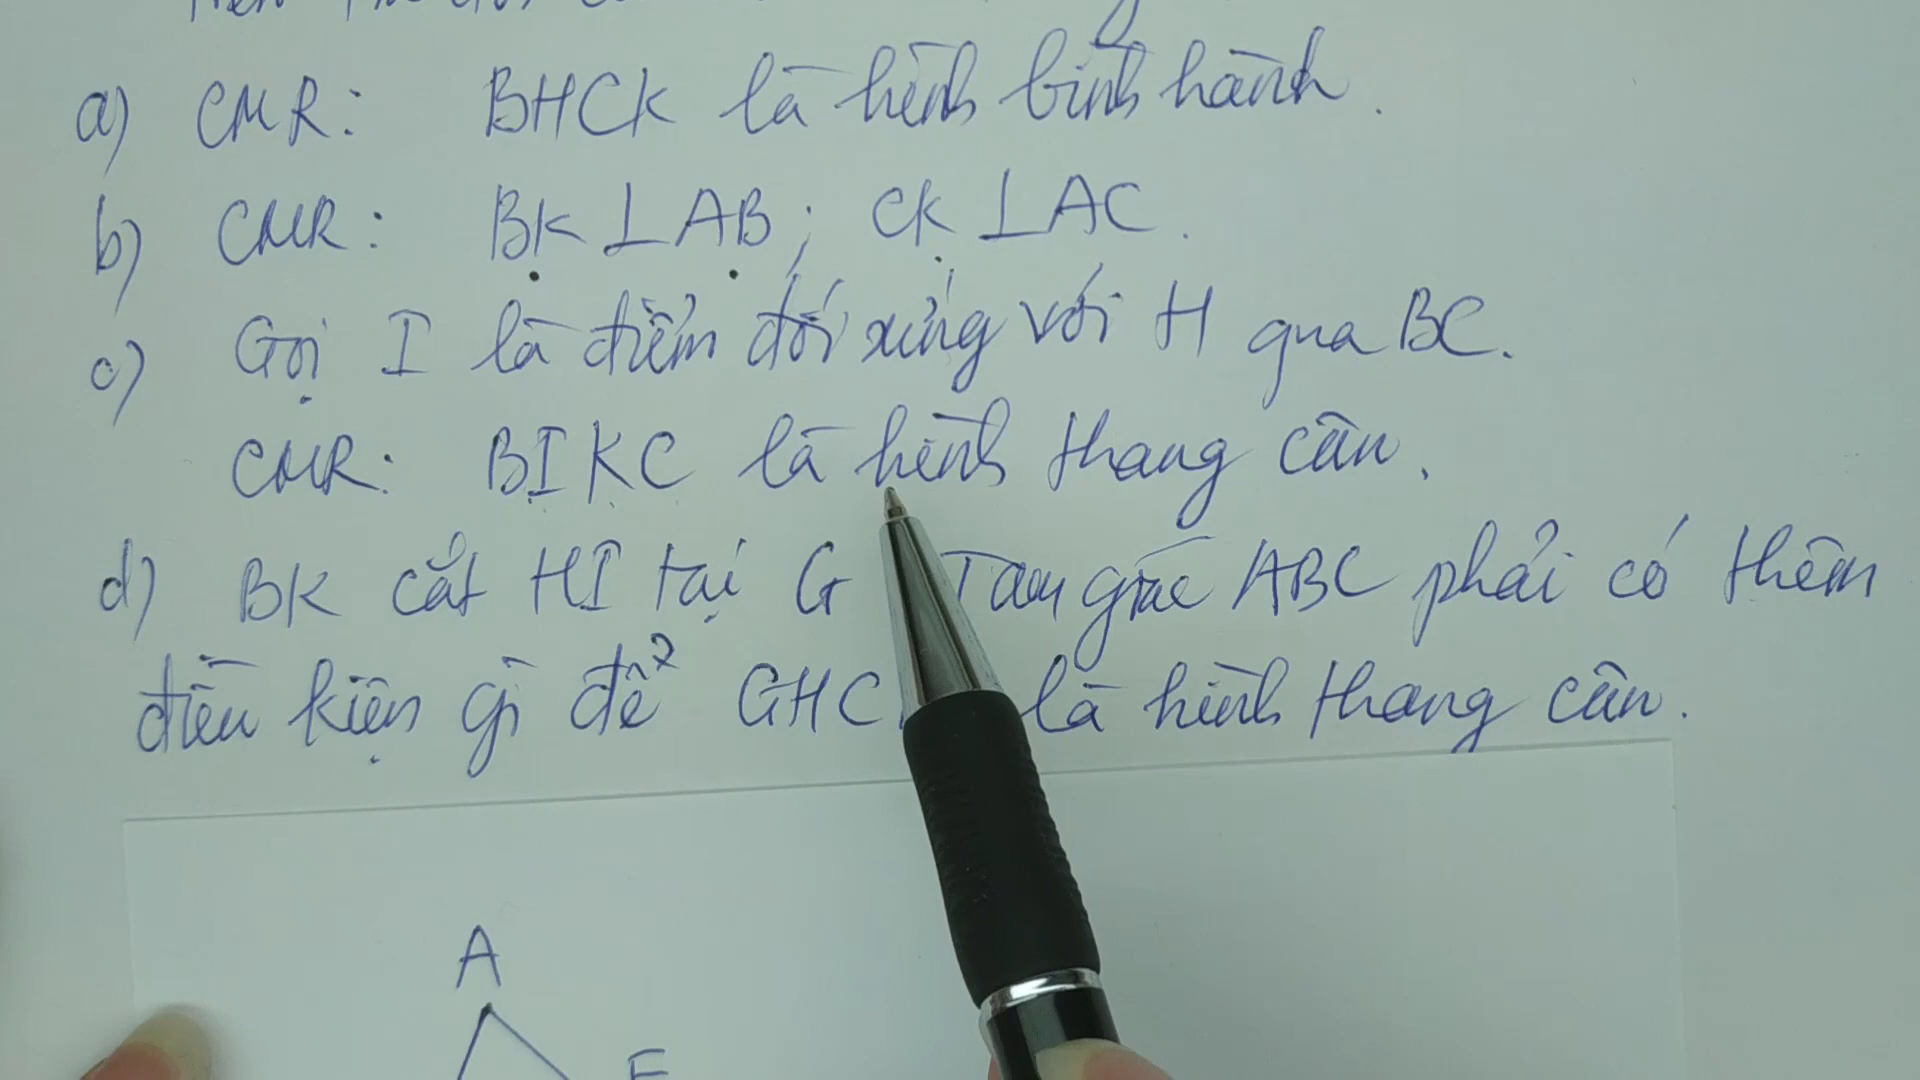 a) CMR: BHCK là hình bình hành.
b) CMR: BK ⊥ AB; CK ⊥ AC.
c) Gọi I là điểm đối xứng với H qua BC.
CMR: BIKC là hình thang cân.
d) BK cắt HI tại G Tam giác ABC phải có thêm
điều kiện gì để GHC là hình thang cân.
A
E